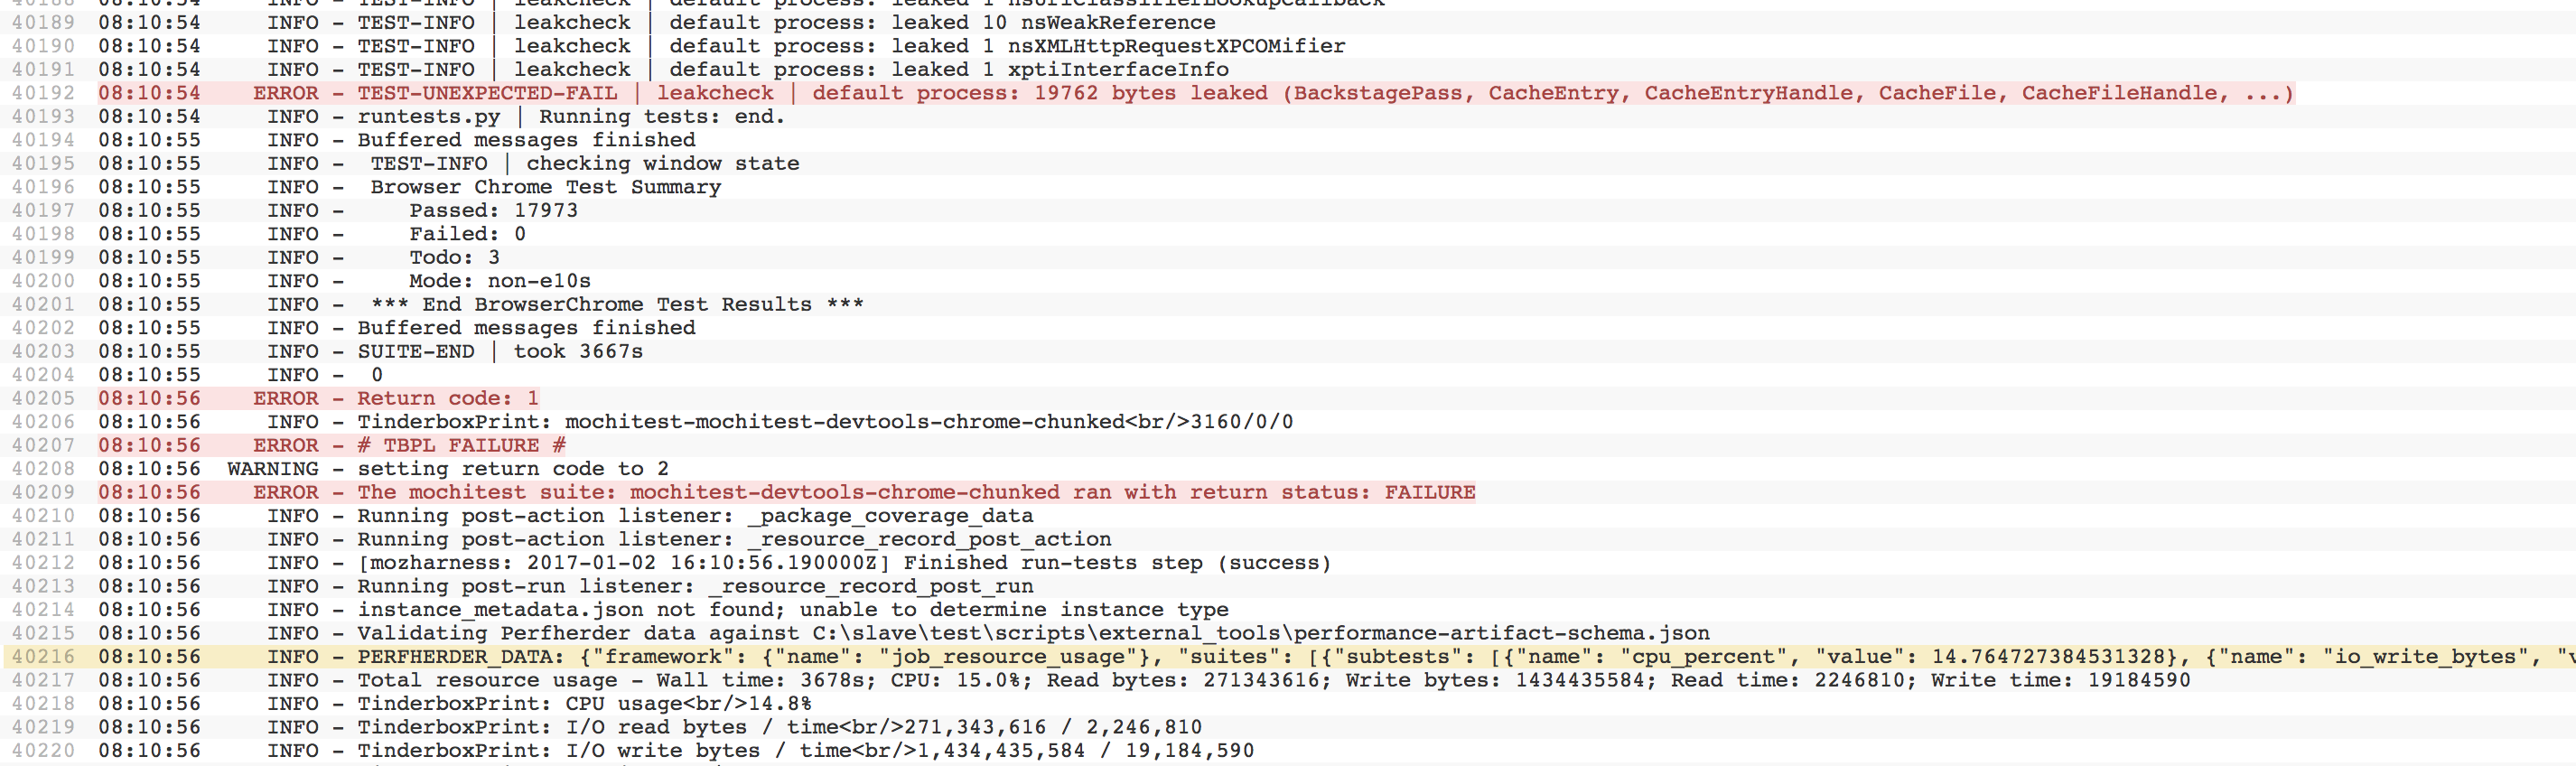 40188 08:10:54 INFO - TEST-INFO | leakcheck | default process: leaked 1 nsUrlClassifierLookupCallback
40189 08:10:54 INFO - TEST-INFO | leakcheck | default process: leaked 10 nsWeakReference
40190 08:10:54 INFO - TEST-INFO | leakcheck | default process: leaked 1 nsXMLHttpRequestXPCOMifier
40191 08:10:54 INFO - TEST-INFO | leakcheck | default process: leaked 1 xptiInterfaceInfo
40192 08:10:54 ERROR - TEST-UNEXPECTED-FAIL | leakcheck | default process: 19762 bytes leaked (BackstagePass, CacheEntry, CacheEntryHandle, CacheFile, CacheFileHandle, ...)
40193 08:10:54 INFO - runtests.py | Running tests: end.
40194 08:10:55 INFO - Buffered messages finished
40195 08:10:55 INFO - TEST-INFO | checking window state
40196 08:10:55 INFO - Browser Chrome Test Summary
40197 08:10:55 INFO - Passed: 17973
40198 08:10:55 INFO - Failed: 0
40199 08:10:55 INFO - Todo: 3
40200 08:10:55 INFO - Mode: non-e10s
40201 08:10:55 INFO - *** End BrowserChrome Test Results ***
40202 08:10:55 INFO - Buffered messages finished
40203 08:10:55 INFO - SUITE-END | took 3667s
40204 08:10:55 INFO - 0
40205 08:10:56 ERROR - Return code: 1
40206 08:10:56 INFO - TinderboxPrint: mochitest-mochitest-devtools-chrome-chunked<br/>3160/0/0
40207 08:10:56 ERROR - # TBPL FAILURE #
40208 08:10:56 WARNING - setting return code to 2
40209 08:10:56 ERROR - The mochitest suite: mochitest-devtools-chrome-chunked ran with return status: FAILURE
40210 08:10:56 INFO - Running post-action listener: _package_coverage_data
40211 08:10:56 INFO - Running post-action listener: _resource_record_post_action
40212 08:10:56 INFO - [mozharness: 2017-01-02 16:10:56.190000Z] Finished run-tests step (success)
40213 08:10:56 INFO - Running post-run listener: _resource_record_post_run
40214 08:10:56 INFO - instance_metadata.json not found; unable to determine instance type
40215 08:10:56 INFO - Validating Perfherder data against C:\slave\test\scripts\external_tools\performance-artifact-schema.json
40216 08:10:56 INFO - PERFHERDER_DATA: {"framework": {"name": "job_resource_usage"}, "suites": [{"subtests": [{"name": "cpu_percent", "value": 14.764727384531328}, {"name": "io_write_bytes", "v
40217 08:10:56 INFO - Total resource usage - Wall time: 3678s; CPU: 15.0%; Read bytes: 271343616; Write bytes: 1434435584; Read time: 2246810; Write time: 19184590
40218 08:10:56 INFO - TinderboxPrint: CPU usage<br/>14.8%
40219 08:10:56 INFO - TinderboxPrint: I/O read bytes / time<br/>271,343,616 / 2,246,810
40220 08:10:56 INFO - TinderboxPrint: I/O write bytes / time<br/>1,434,435,584 / 19,184,590